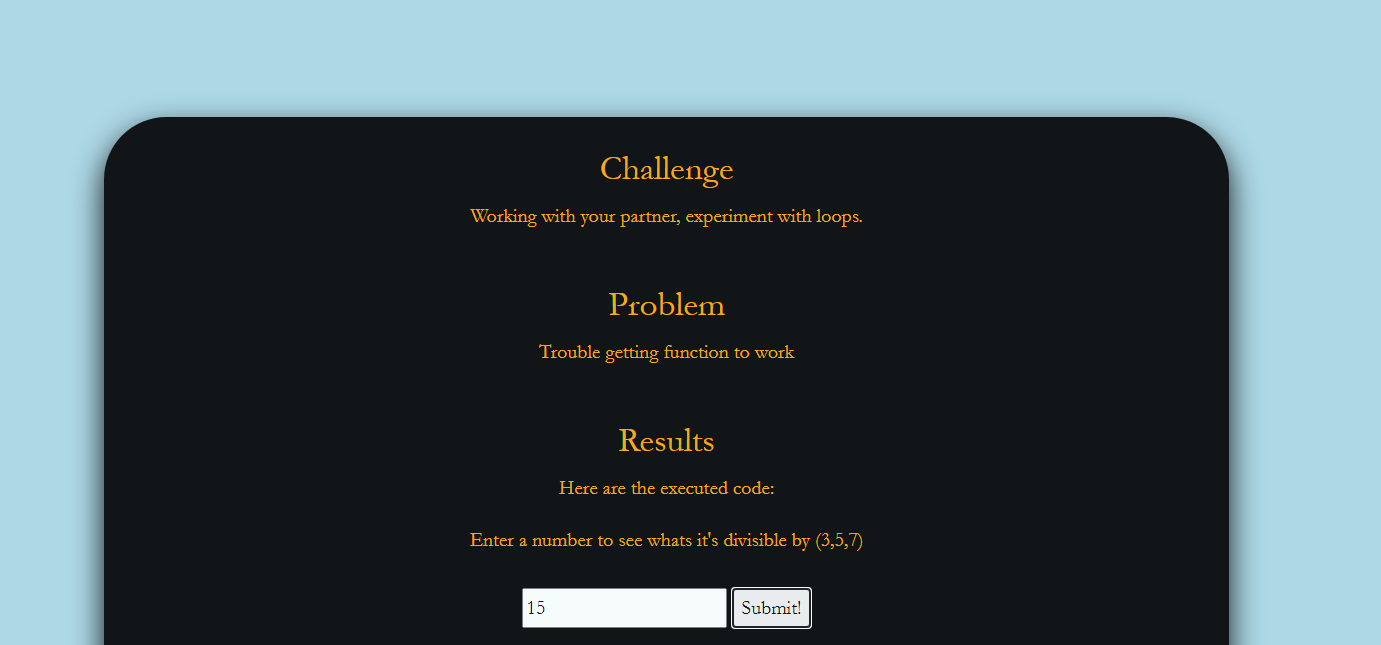 Challenge
Working with your partner, experiment with loops.
Problem
Trouble getting function to work
Results
Here are the executed code:
Enter a number to see whats it's divisible by (3,5,7)
15 Submit!